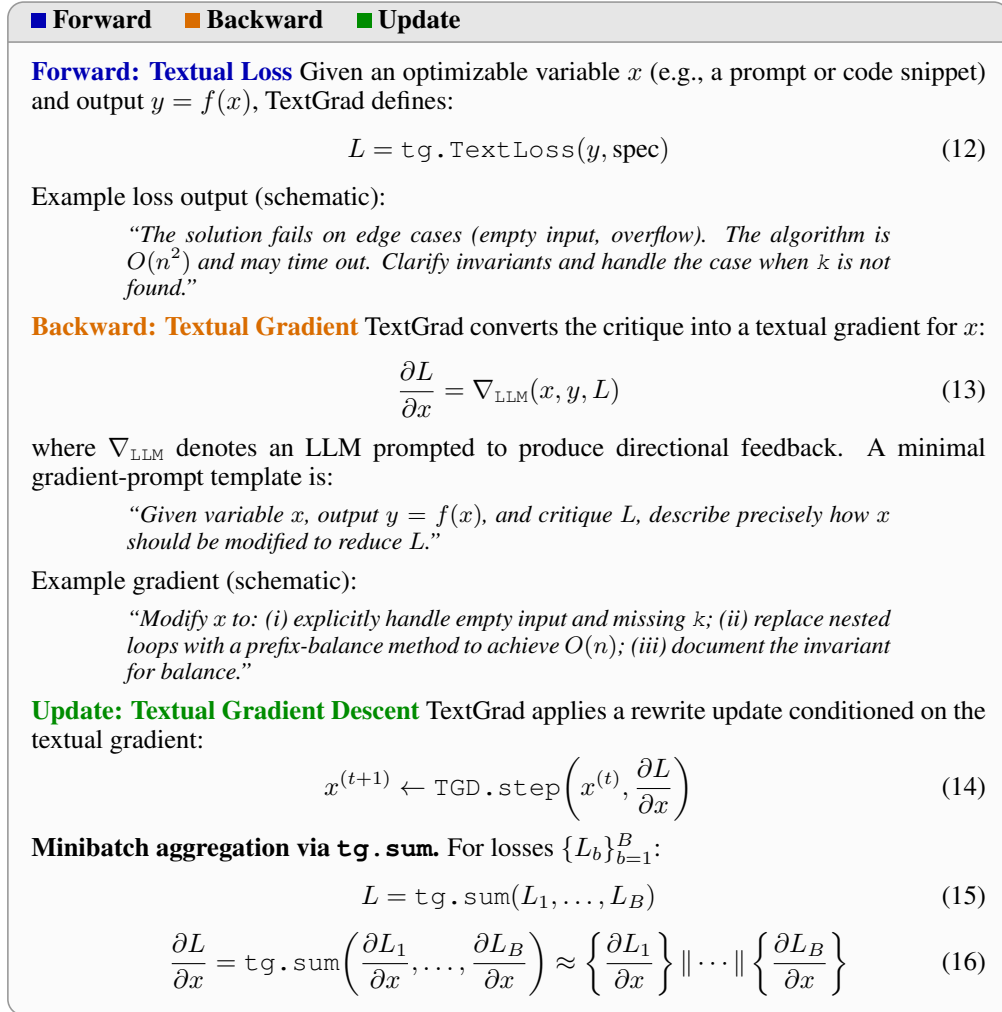 ■ Forward ■ Backward ■ Update
Forward: Textual Loss Given an optimizable variable x (e.g., a prompt or code snippet)
and output y = f(x), TextGrad defines:
L = tg.TextLoss(y, spec) (12)
Example loss output (schematic):
“The solution fails on edge cases (empty input, overflow). The algorithm is
O(n²) and may time out. Clarify invariants and handle the case when k is not
found.”
Backward: Textual Gradient TextGrad converts the critique into a textual gradient for x:
∂L/∂x = ∇LLM(x, y, L) (13)
where ∇LLM denotes an LLM prompted to produce directional feedback. A minimal
gradient-prompt template is:
“Given variable x, output y = f(x), and critique L, describe precisely how x
should be modified to reduce L.”
Example gradient (schematic):
“Modify x to: (i) explicitly handle empty input and missing k; (ii) replace nested
loops with a prefix-balance method to achieve O(n); (iii) document the invariant
for balance.”
Update: Textual Gradient Descent TextGrad applies a rewrite update conditioned on the
textual gradient:
x^(t+1) ← TGD.step(x^(t), ∂L/∂x) (14)
Minibatch aggregation via tg.sum. For losses {L_b}_{b=1}^B:
L = tg.sum(L₁, . . . , L_B) (15)
∂L/∂x = tg.sum(∂L₁/∂x, . . . , ∂L_B/∂x) ≈ {∂L₁/∂x} ∥ · · · ∥ {∂L_B/∂x} (16)